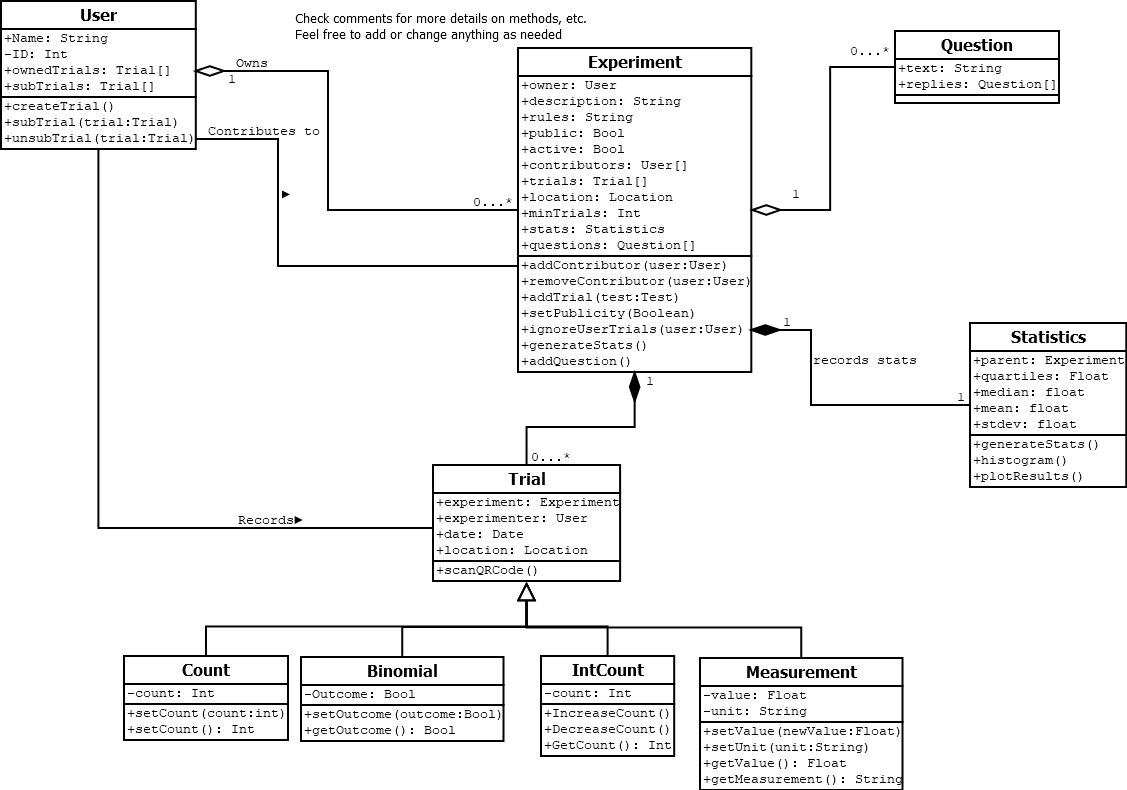 User
+Name: String
-ID: Int
+ownedTrials: Trial[]
+subTrials: Trial[]
+createTrial()
+subTrial(trial:Trial)
+unsubTrial(trial:Trial)
Check comments for more details on methods, etc.
Feel free to add or change anything as needed
Owns
1
Contributes to
►
0...*
Experiment
+owner: User
+description: String
+rules: String
+public: Bool
+active: Bool
+contributors: User[]
+trials: Trial[]
+location: Location
+minTrials: Int
+stats: Statistics
+questions: Question[]
+addContributor(user:User)
+removeContributor(user:User)
+addTrial(test:Test)
+setPublicity(Boolean)
+ignoreUserTrials(user:User)
+generateStats()
+addQuestion()
0...*
1
Question
+text: String
+replies: Question[]
1
records stats
1
Statistics
+parent: Experiment
+quartiles: Float
+median: float
+mean: float
+stdev: float
+generateStats()
+histogram()
+plotResults()
1
0...*
Records►
Trial
+experiment: Experiment
+experimenter: User
+date: Date
+location: Location
+scanQRCode()
Count
-count: Int
+setCount(count:int)
+setCount(): Int
Binomial
-Outcome: Bool
+setOutcome(outcome:Bool)
+getOutcome(): Bool
IntCount
-count: Int
+IncreaseCount()
+DecreaseCount()
+GetCount(): Int
Measurement
-value: Float
-unit: String
+setValue(newValue:Float)
+setUnit(unit:String)
+getValue(): Float
+getMeasurement(): String